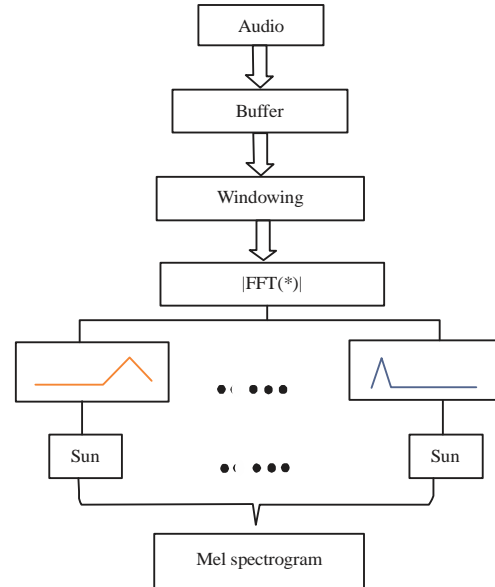 Audio
Buffer
Windowing
|FFT(*)|
Sun
Sun
Mel spectrogram